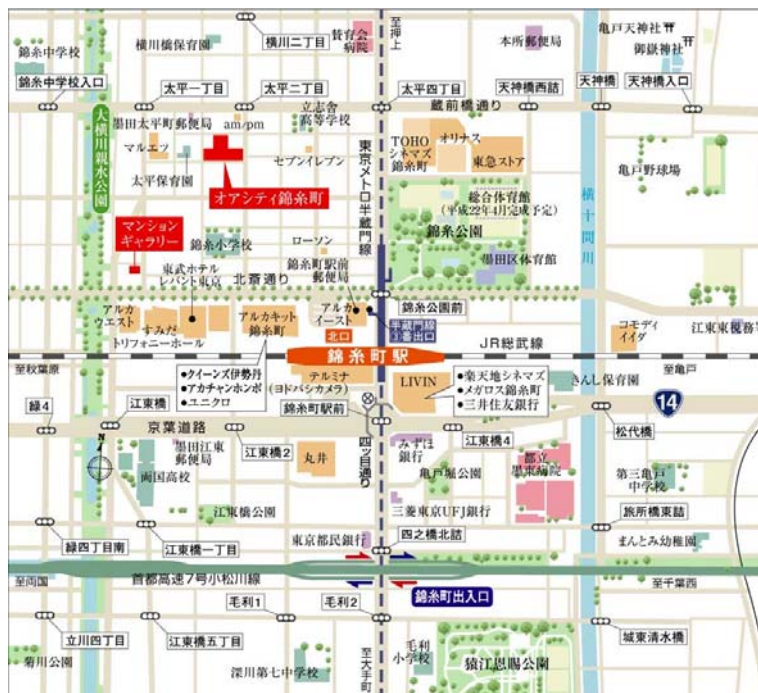 錦糸中学校
横川橋保育園
横川二丁目
賛育会
病院
至押上
本所郵便局
亀戸天神社
御嶽神社
錦糸中学校入口
太平一丁目
太平二丁目
太平四丁目
天神橋西詰
天神橋
天神橋入口
蔵前橋通り
大横川親水公園
墨田太平町郵便局
am/pm
立志舎
高等学校
マルエツ
セブンイレブン
太平保育園
オアシティ錦糸町
東京メトロ半蔵門線
TOHO
シネマズ
錦糸町
オリナス
東急ストア
亀戸野球場
横十間川
総合体育館
(平成22年4月完成予定)
錦糸公園
墨田区体育館
マンション
ギャラリー
錦糸小学校
ローソン
錦糸町駅前
郵便局
東武ホテル
レバント東京
北斎通り
錦糸公園前
アルカ
ウエスト
すみだ
トリフォニーホール
アルカキット
錦糸町
アルカ
イースト
半蔵門線
③番出口
北口
コモディ
イイダ
江東東税務署
JR総武線
錦糸町駅
至秋葉原
至亀戸
●クイーンズ伊勢丹
●アカチャンホンポ
●ユニクロ
テルミナ
(ヨドバシカメラ)
LIVIN
●楽天地シネマズ
●メガロス錦糸町
●三井住友銀行
きんし保育園
14
緑4
江東橋
錦糸町駅前
京葉道路
江東橋2
江東橋4
松代橋
N
墨田江東
郵便局
両国高校
丸井
四ッ目通り
みずほ
銀行
亀戸堀公園
都立
墨東病院
第三亀戸
中学校
江東橋公園
三菱東京UFJ銀行
旅所橋東詰
緑四丁目南
江東橋一丁目
東京都民銀行
四之橋北詰
まんとみ幼稚園
至両国
首都高速7号小松川線
至千葉西
錦糸町出入口
毛利1
毛利2
立川四丁目
江東橋五丁目
城東清水橋
菊川公園
深川第七中学校
至大手町
毛利
小学校
猿江恩賜公園